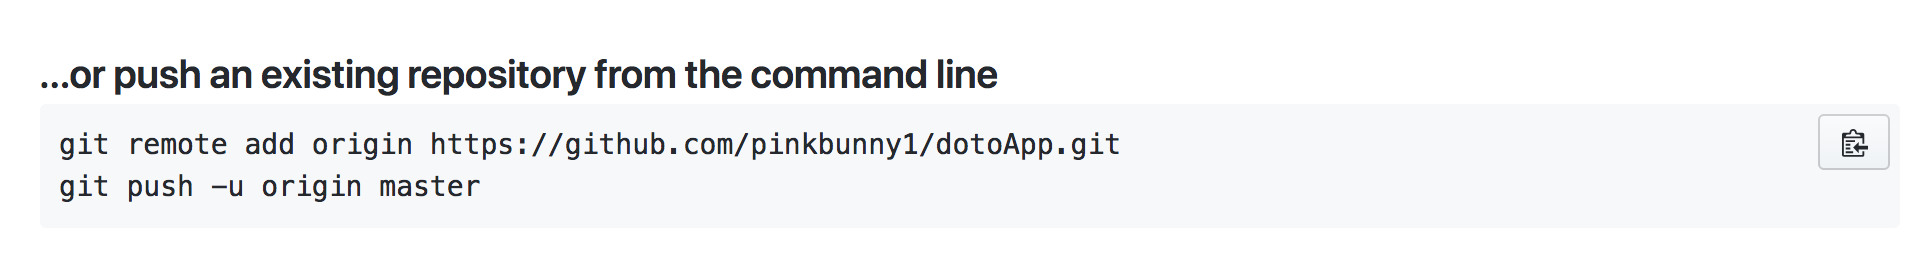 ...or push an existing repository from the command line
git remote add origin https://github.com/pinkbunny1/dotoApp.git
git push -u origin master